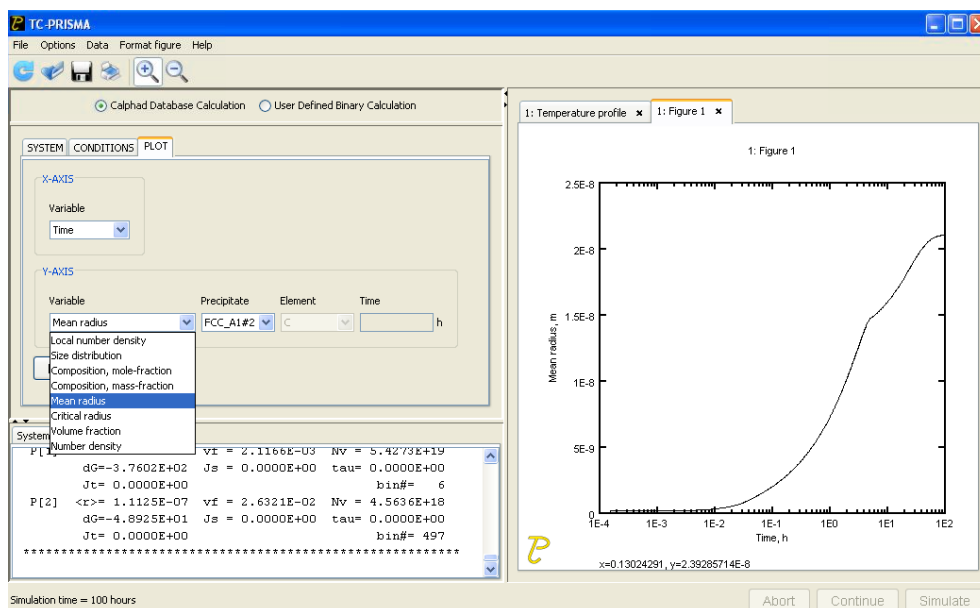 TC-PRISMA
File Options Data Format figure Help
Calphad Database Calculation User Defined Binary Calculation
SYSTEM CONDITIONS PLOT
X-AXIS
Variable
Time
Y-AXIS
Variable Precipitate Element Time
Mean radius FCC_A1#2 C h
Local number density
Size distribution
Composition, mole-fraction
Composition, mass-fraction
Mean radius
Critical radius
Volume fraction
Number density
System
P[1] vf = 2.1166E-03 Nv = 5.4273E+19
dG=-3.7602E+02 Js = 0.0000E+00 tau= 0.0000E+00
Jt= 0.0000E+00 bin#= 6
P[2] <r>= 1.1125E-07 vf = 2.6321E-02 Nv = 4.5636E+18
dG=-4.8925E+01 Js = 0.0000E+00 tau= 0.0000E+00
Jt= 0.0000E+00 bin#= 497
************************************************************
1: Temperature profile 1: Figure 1
1: Figure 1
2.5E-8
2E-8
1.5E-8
1E-8
5E-9
0
Mean radius, m
1E-4 1E-3 1E-2 1E-1 1E0 1E1 1E2
Time, h
x=0.13024291, y=2.39285714E-8
Simulation time = 100 hours
Abort Continue Simulate